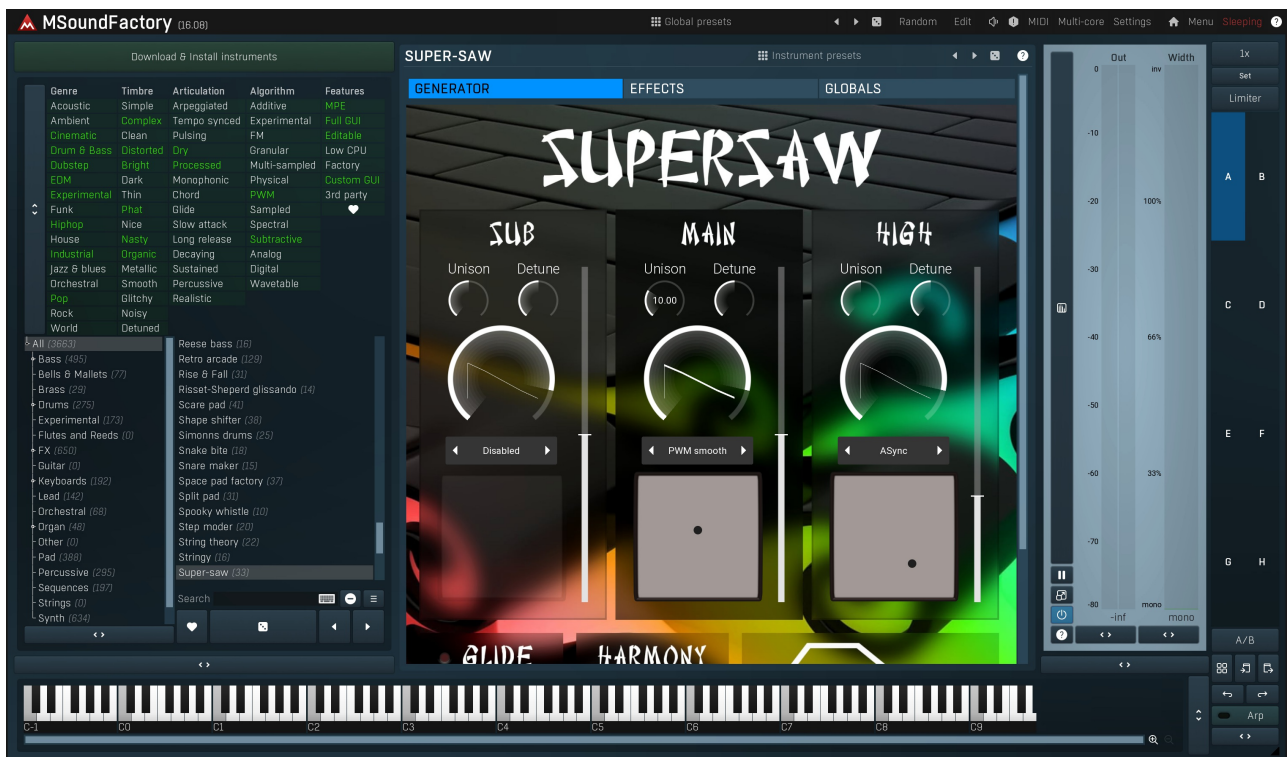 MSoundFactory (16.08)
Global presets
Random Edit MIDI Multi-core Settings Menu Sleeping ?
Download & Install instruments
Genre Timbre Articulation Algorithm Features
Acoustic Simple Arpeggiated Additive MPE
Ambient Complex Tempo synced Experimental Full GUI
Cinematic Clean Pulsing FM Editable
Drum & Bass Distorted Dry Granular Low CPU
Dubstep Bright Processed Multi-sampled Factory
EDM Dark Monophonic Physical Custom GUI
Experimental Thin Chord PWM 3rd party
Funk Phat Glide Sampled
Hiphop Nice Slow attack Spectral
House Nasty Long release Subtractive
Industrial Organic Decaying Analog
Jazz & blues Metallic Sustained Digital
Orchestral Smooth Percussive Wavetable
Pop Glitchy Realistic
Rock Noisy
World Detuned
All (3663)
Bass (495)
Bells & Mallets (77)
Brass (29)
Drums (275)
Experimental (173)
Flutes and Reeds (0)
FX (650)
Guitar (0)
Keyboards (192)
Lead (142)
Orchestral (68)
Organ (48)
Other (0)
Pad (388)
Percussive (295)
Sequences (197)
Strings (0)
Synth (634)
Reese bass (16)
Retro arcade (129)
Rise & Fall (31)
Risset-Sheperd glissando (14)
Scare pad (41)
Shape shifter (38)
Simonns drums (25)
Snake bite (18)
Snare maker (15)
Space pad factory (37)
Split pad (31)
Spooky whistle (10)
Step moder (20)
String theory (22)
Stringy (16)
Super-saw (33)
Search
SUPER-SAW
Instrument presets
?
GENERATOR EFFECTS GLOBALS
SUPERSAW
SUB MAIN HIGH
Unison Detune Unison Detune Unison Detune
10.00
Disabled PWM smooth ASync
GLIDE HARMONY
Out Width
0 inv
-10
-20 100%
-30
-40 66%
-50
-60 33%
-70
-80 mono
-inf mono
?
1x
Set
Limiter
A B
C D
E F
G H
A/B
Arp
C-1 C0 C1 C2 C3 C4 C5 C6 C7 C8 C9